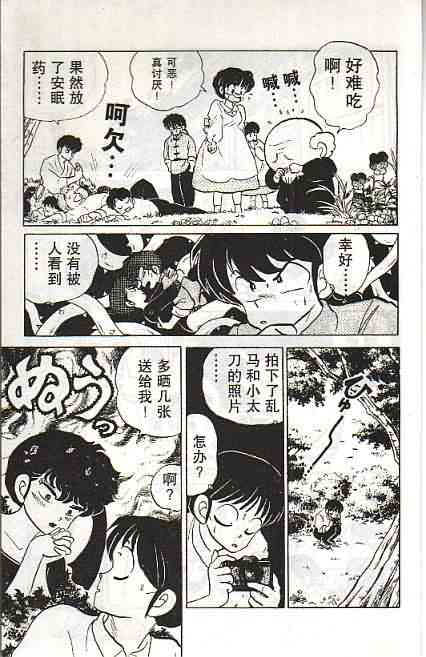 好难吃
啊！
喊…
喊…
可恶！
真讨厌！
呵欠…
果然放
了安眠
药……
幸好……
没有被
人看到
……
拍下了乱
马和小太
刀的照片
怎办？
ひゅ〜
多晒几张
送给我！
啊？
ぬうっ